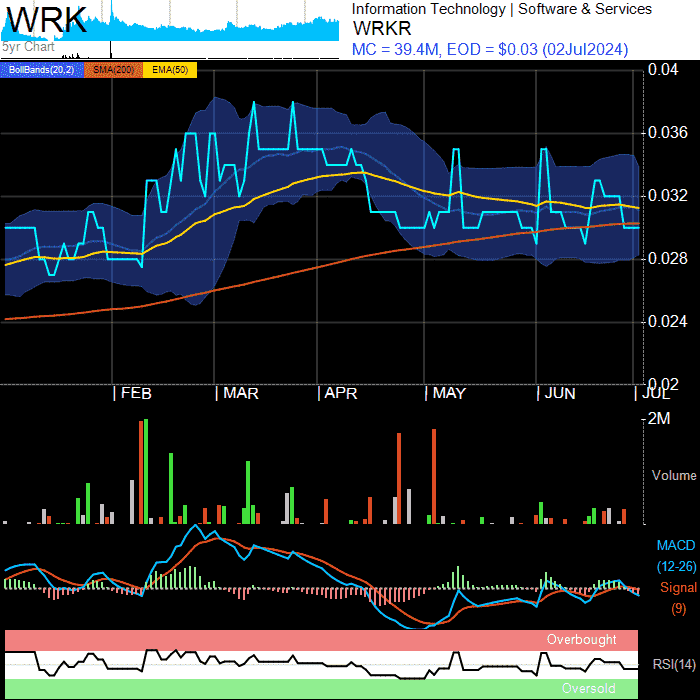 WRK
5yr Chart
Information Technology | Software & Services
WRKR
MC = 39.4M, EOD = $0.03 (02Jul2024)
BollBands(20,2) SMA(200) EMA(50)
0.04
0.036
0.032
0.028
0.024
0.02
| FEB | MAR | APR | MAY | JUN | JUL
2M
Volume
MACD
(12-26)
Signal
(9)
Overbought
RSI(14)
Oversold